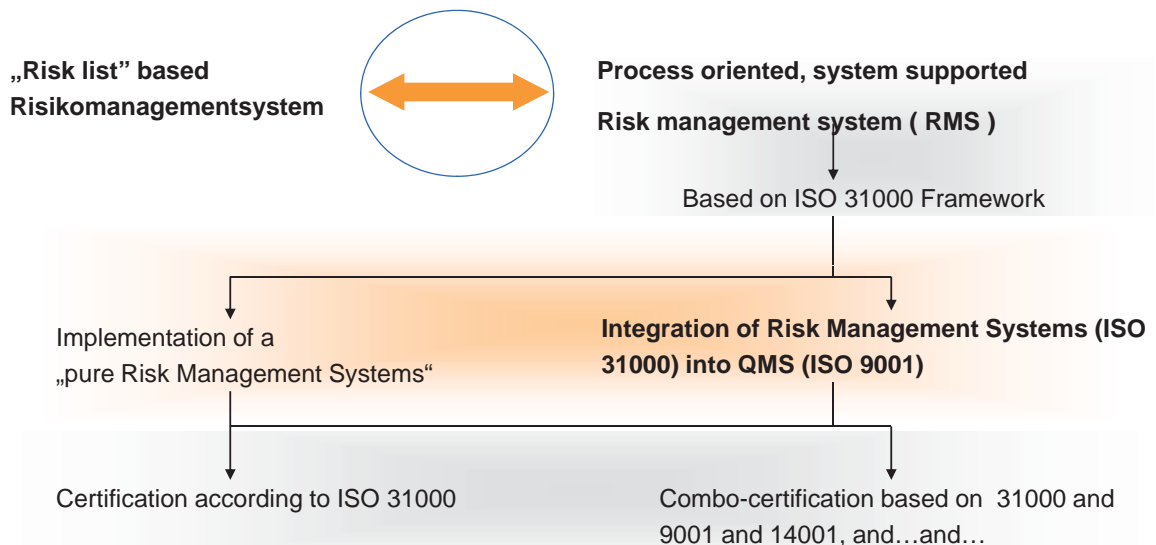 „Risk list” based
Risikomanagementsystem
Process oriented, system supported
Risk management system ( RMS )
Based on ISO 31000 Framework
Implementation of a
„pure Risk Management Systems“
Integration of Risk Management Systems (ISO
31000) into QMS (ISO 9001)
Certification according to ISO 31000
Combo-certification based on 31000 and
9001 and 14001, and…and…